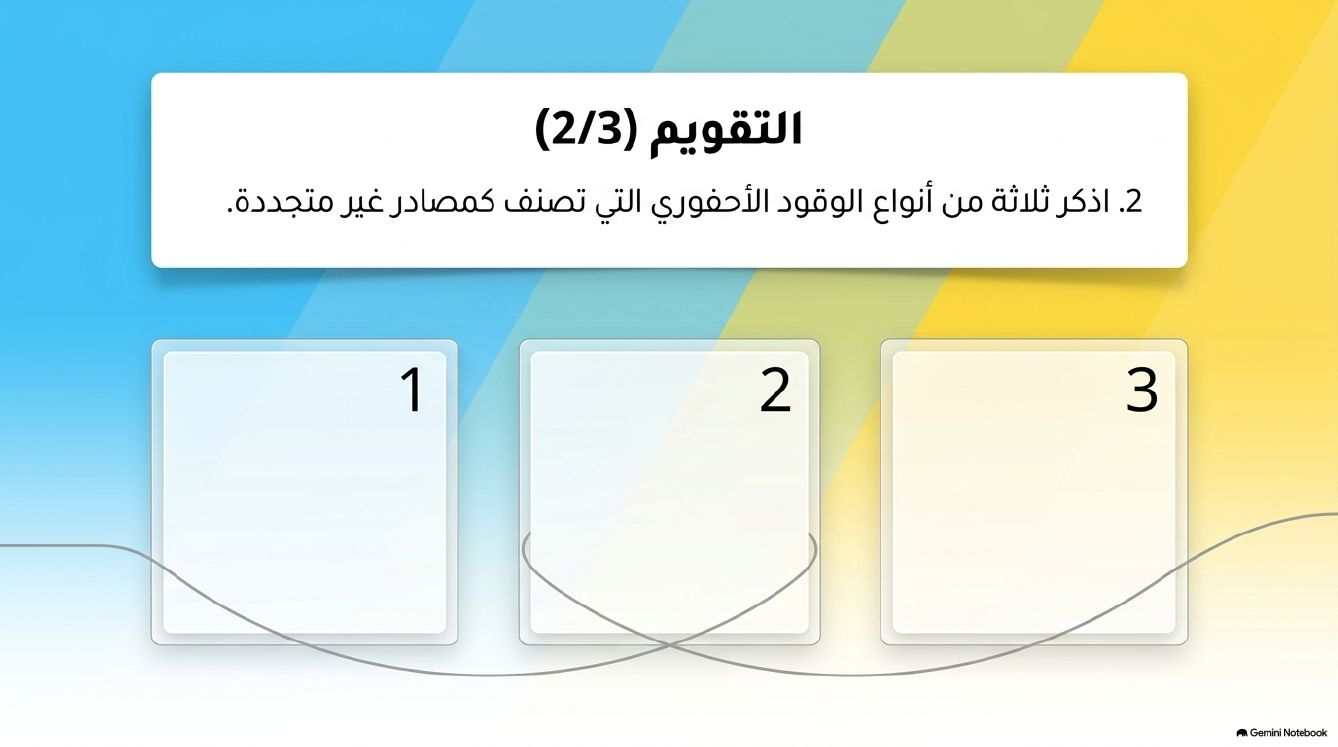 التقويم (2/3)
2. اذكر ثلاثة من أنواع الوقود الأحفوري التي تصنف كمصادر غير متجددة.
1
2
3
Gemini Notebook